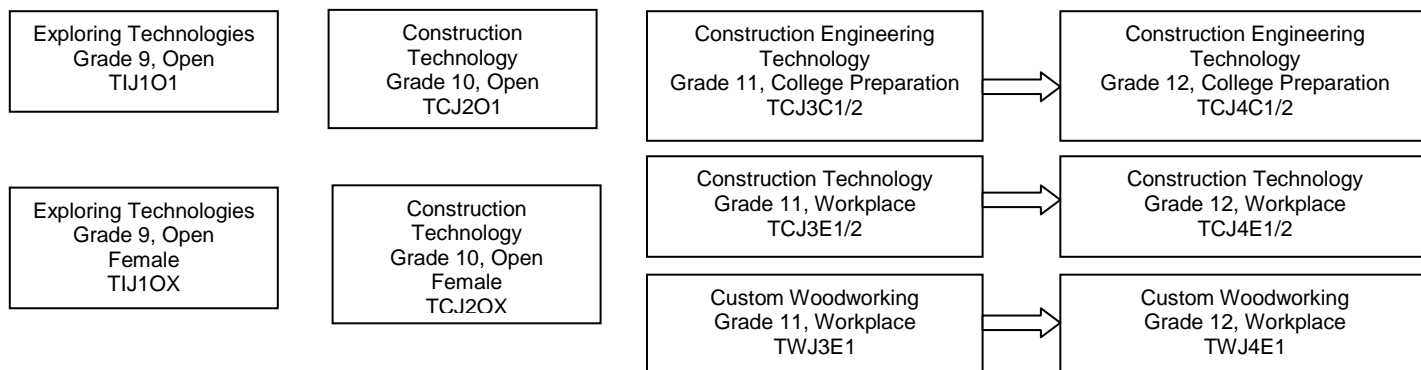 Exploring Technologies
Grade 9, Open
TIJ1O1
Construction
Technology
Grade 10, Open
TCJ2O1
Construction Engineering
Technology
Grade 11, College Preparation
TCJ3C1/2
Construction Engineering
Technology
Grade 12, College Preparation
TCJ4C1/2
Exploring Technologies
Grade 9, Open
Female
TIJ1OX
Construction
Technology
Grade 10, Open
Female
TCJ2OX
Construction Technology
Grade 11, Workplace
TCJ3E1/2
Construction Technology
Grade 12, Workplace
TCJ4E1/2
Custom Woodworking
Grade 11, Workplace
TWJ3E1
Custom Woodworking
Grade 12, Workplace
TWJ4E1